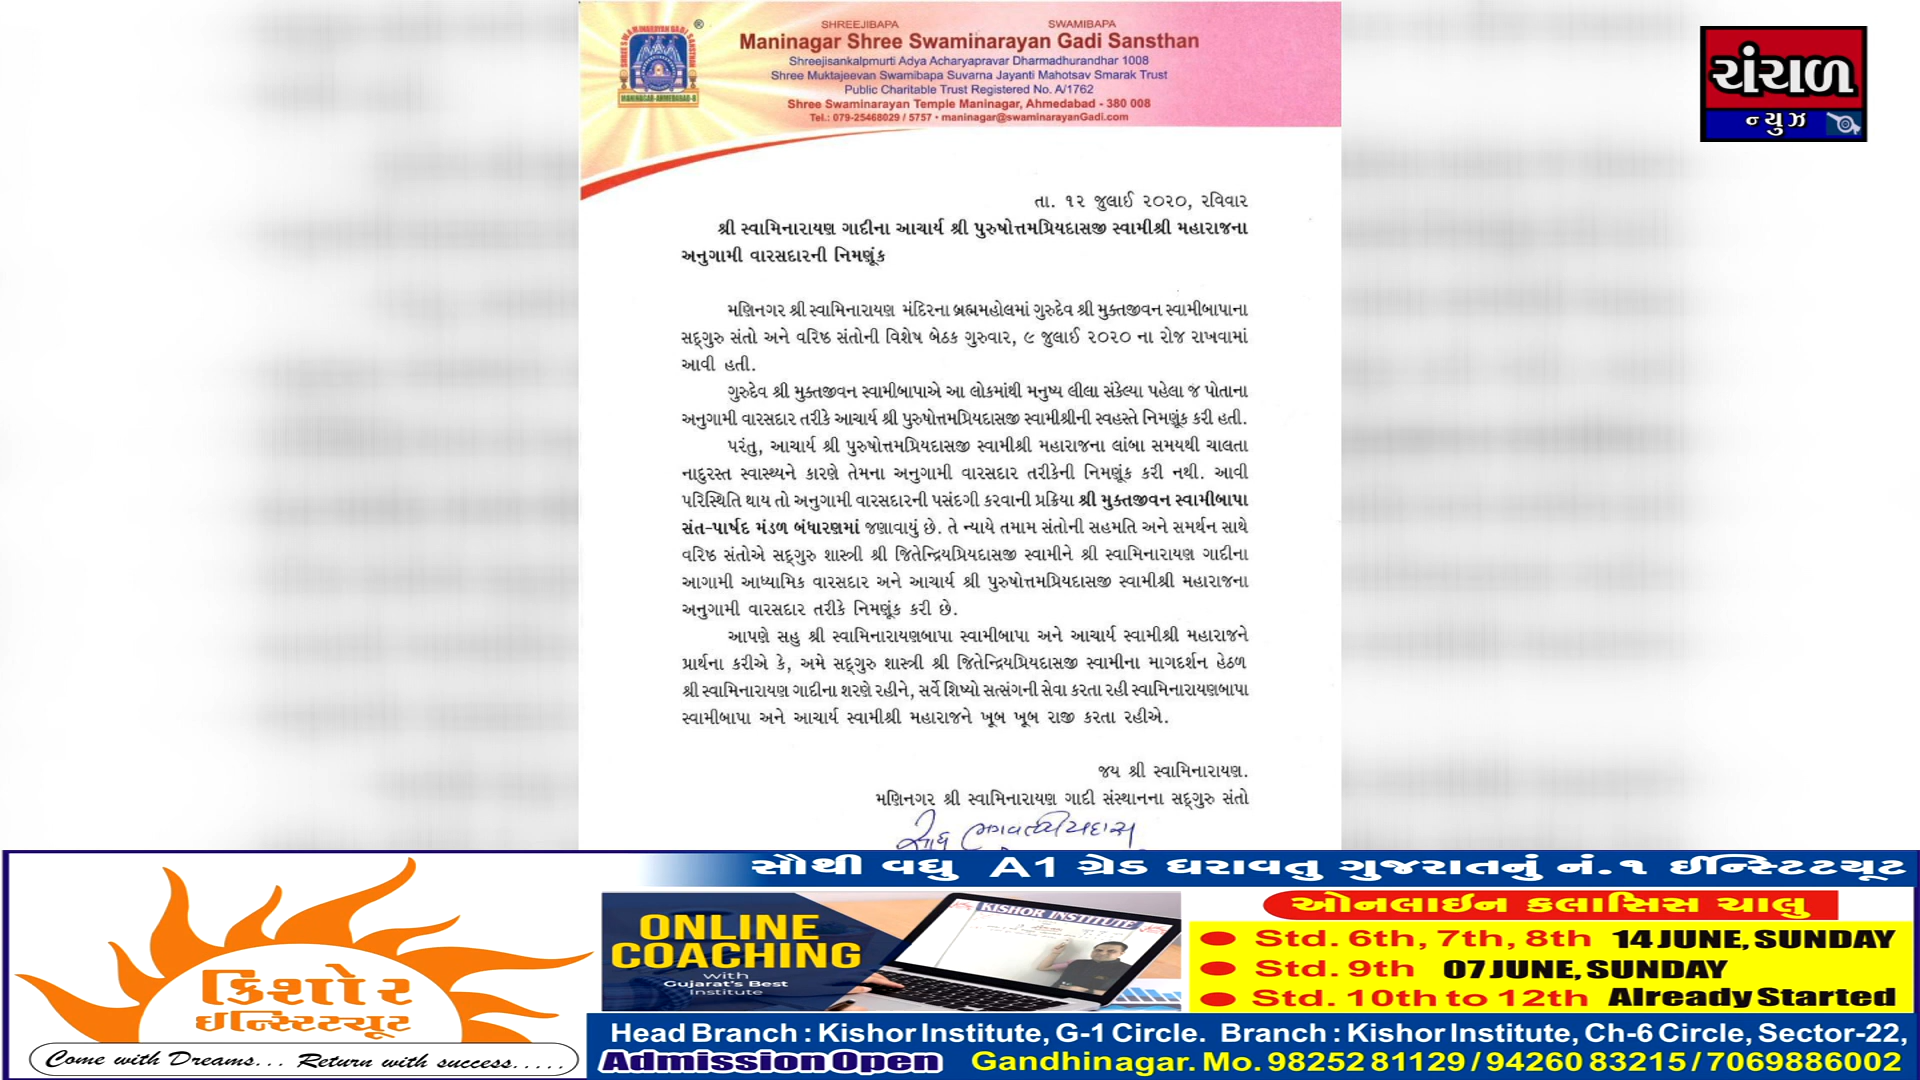 SHREEJIBAPA SWAMIBAPA
Maninagar Shree Swaminarayan Gadi Sansthan
Shreejisankalpmurti Adya Acharyapravar Dharmadhurandhar 1008
Shree Muktajeevan Swamibapa Suvarna Jayanti Mahotsav Smarak Trust
Public Charitable Trust Registered No. A/1762
Shree Swaminarayan Temple Maninagar, Ahmedabad - 380 008
Tel.: 079-25468029 / 5757 • maninagar@swaminarayanGadi.com
SHREE SWAMINARAYAN GADI SANSTHAN
MANINAGAR-AHMEDABAD-8
®
ચંચાળ
ન્યુઝ
તા. ૧૨ જુલાઈ ૨૦૨૦, રવિવાર
શ્રી સ્વામિનારાયણ ગાદીના આચાર્ય શ્રી પુરુષોત્તમપ્રિયદાસજી સ્વામીશ્રી મહારાજના
અનુગામી વારસદારની નિમણૂંક
મણિનગર શ્રી સ્વામિનારાયણ મંદિરના બ્રહ્મમહોલમાં ગુરુદેવ શ્રી મુક્તજીવન સ્વામીબાપાના
સદ્‌ગુરુ સંતો અને વરિષ્ઠ સંતોની વિશેષ બેઠક ગુરુવાર, ૯ જુલાઈ ૨૦૨૦ ના રોજ રાખવામાં
આવી હતી.
ગુરુદેવ શ્રી મુક્તજીવન સ્વામીબાપાએ આ લોકમાંથી મનુષ્ય લીલા સંકેલ્યા પહેલા જ પોતાના
અનુગામી વારસદાર તરીકે આચાર્ય શ્રી પુરુષોત્તમપ્રિયદાસજી સ્વામીશ્રીની સ્વહસ્તે નિમણૂંક કરી હતી.
પરંતુ, આચાર્ય શ્રી પુરુષોત્તમપ્રિયદાસજી સ્વામીશ્રી મહારાજના લાંબા સમયથી ચાલતા
નાદુરસ્ત સ્વાસ્થ્યને કારણે તેમના અનુગામી વારસદાર તરીકેની નિમણૂંક કરી નથી. આવી
પરિસ્થિતિ થાય તો અનુગામી વારસદારની પસંદગી કરવાની પ્રક્રિયા શ્રી મુક્તજીવન સ્વામીબાપા
સંત-પાર્ષદ મંડળ બંધારણમાં જણાવાયું છે. તે ન્યાયે તમામ સંતોની સહમતિ અને સમર્થન સાથે
વરિષ્ઠ સંતોએ સદ્‌ગુરુ શાસ્ત્રી શ્રી જિતેન્દ્રિયપ્રિયદાસજી સ્વામીને શ્રી સ્વામિનારાયણ ગાદીના
આગામી આધ્યામિક વારસદાર અને આચાર્ય શ્રી પુરુષોત્તમપ્રિયદાસજી સ્વામીશ્રી મહારાજના
અનુગામી વારસદાર તરીકે નિમણૂંક કરી છે.
આપણે સહુ શ્રી સ્વામિનારાયણબાપા સ્વામીબાપા અને આચાર્ય સ્વામીશ્રી મહારાજને
પ્રાર્થના કરીએ કે, અમે સદ્‌ગુરુ શાસ્ત્રી શ્રી જિતેન્દ્રિયપ્રિયદાસજી સ્વામીના માગદર્શન હેઠળ
શ્રી સ્વામિનારાયણ ગાદીના શરણે રહીને, સર્વે શિષ્યો સત્સંગની સેવા કરતા રહી સ્વામિનારાયણબાપા
સ્વામીબાપા અને આચાર્ય સ્વામીશ્રી મહારાજને ખૂબ ખૂબ રાજી કરતા રહીએ.
જય શ્રી સ્વામિનારાયણ.
મણિનગર શ્રી સ્વામિનારાયણ ગાદી સંસ્થાનના સદ્‌ગુરુ સંતો
સૌથી વધુ A1 ગ્રેડ ધરાવતુ ગુજરાતનું નં.૧ ઈન્સ્ટિટટ્યૂટ
કિશોર
ઇન્સ્ટિટટ્યૂટ
Come with Dreams... Return with success.....
ONLINE
COACHING
with
Gujarat's Best
Institute
KISHOR INSTITUTE
ઓનલાઇન કલાસિસ ચાલુ
Std. 6th, 7th, 8th 14 JUNE, SUNDAY
Std. 9th 07 JUNE, SUNDAY
Std. 10th to 12th Already Started
Head Branch : Kishor Institute, G-1 Circle. Branch : Kishor Institute, Ch-6 Circle, Sector-22,
Admission Open Gandhinagar. Mo. 98252 81129 / 94260 83215 / 7069886002